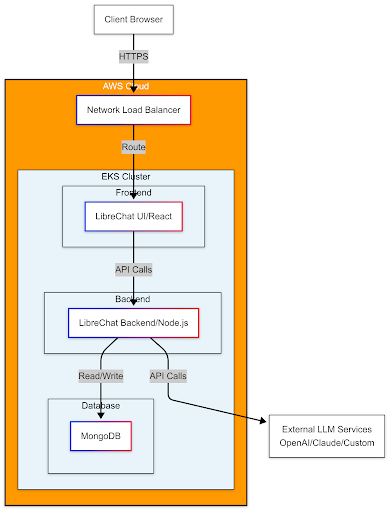 Client Browser
HTTPS
AWS Cloud
Network Load Balancer
Route
EKS Cluster
Frontend
LibreChat UI/React
API Calls
Backend
LibreChat Backend/Node.js
Read/Write
API Calls
Database
MongoDB
External LLM Services
OpenAI/Claude/Custom